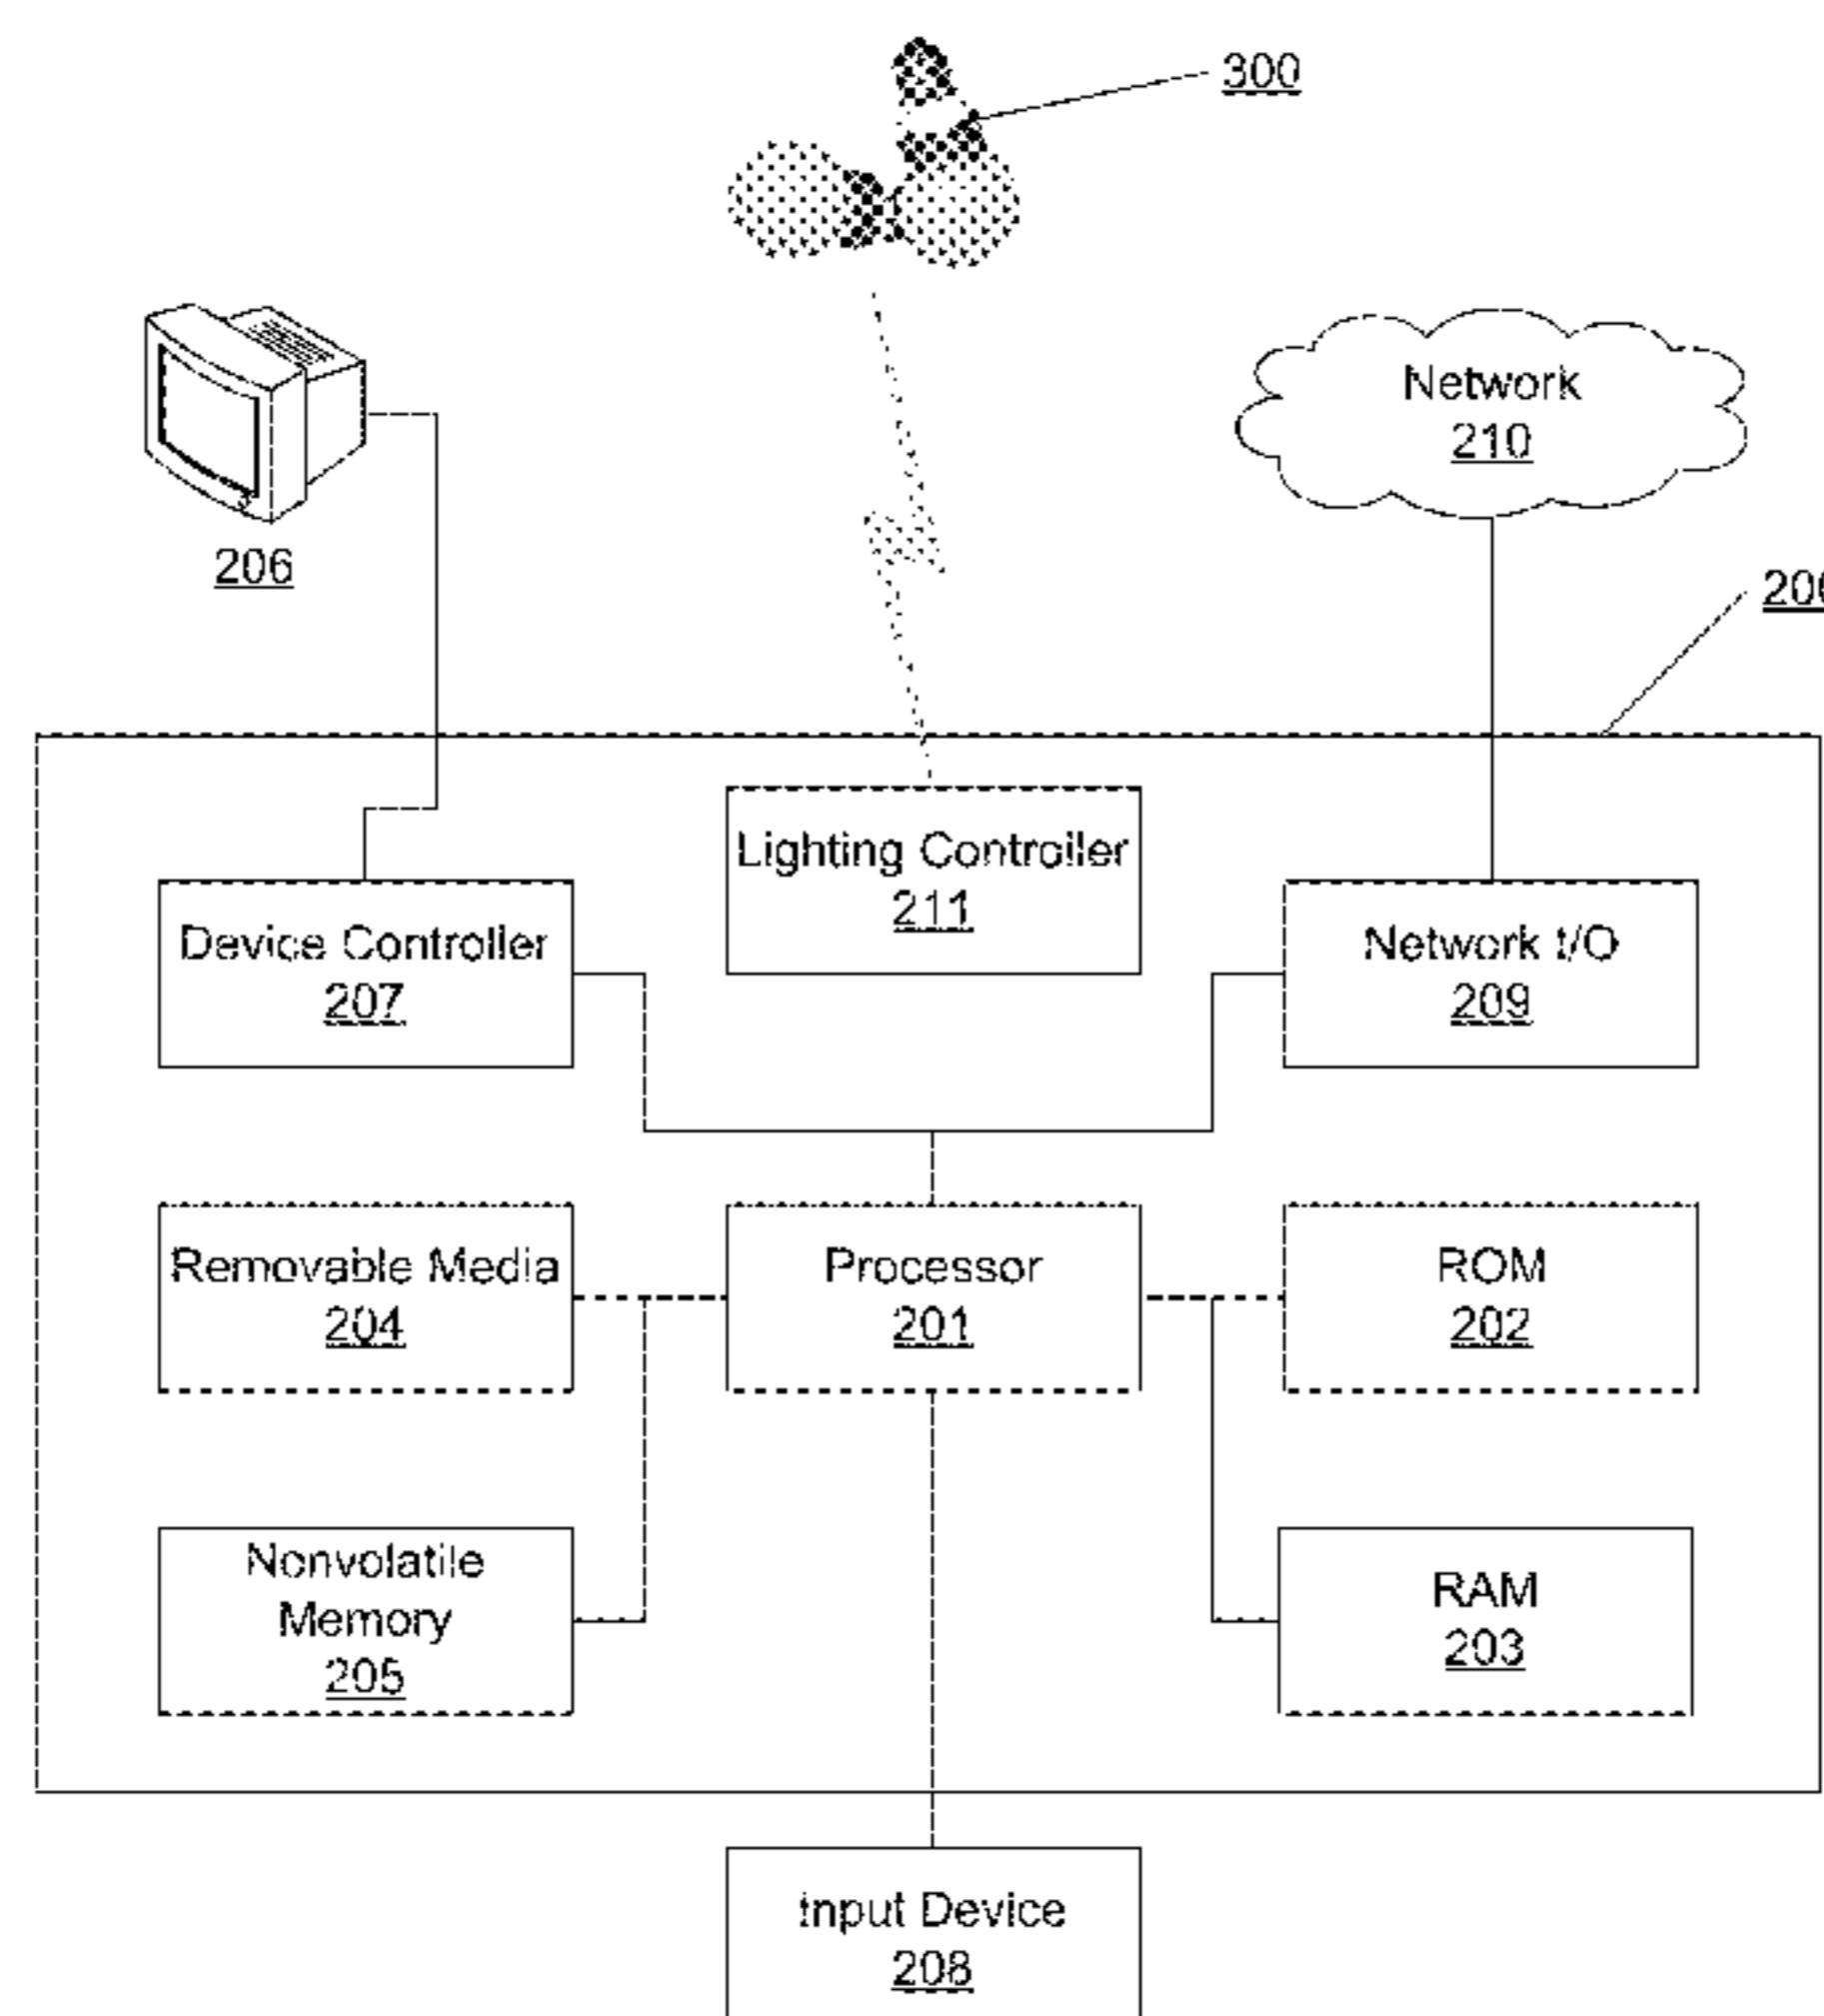 300
Network
210
206
200
Lighting Controller
211
Device Controller
207
Network I/O
209
Removable Media
204
Processor
201
ROM
202
Nonvolatile
Memory
205
RAM
203
Input Device
208